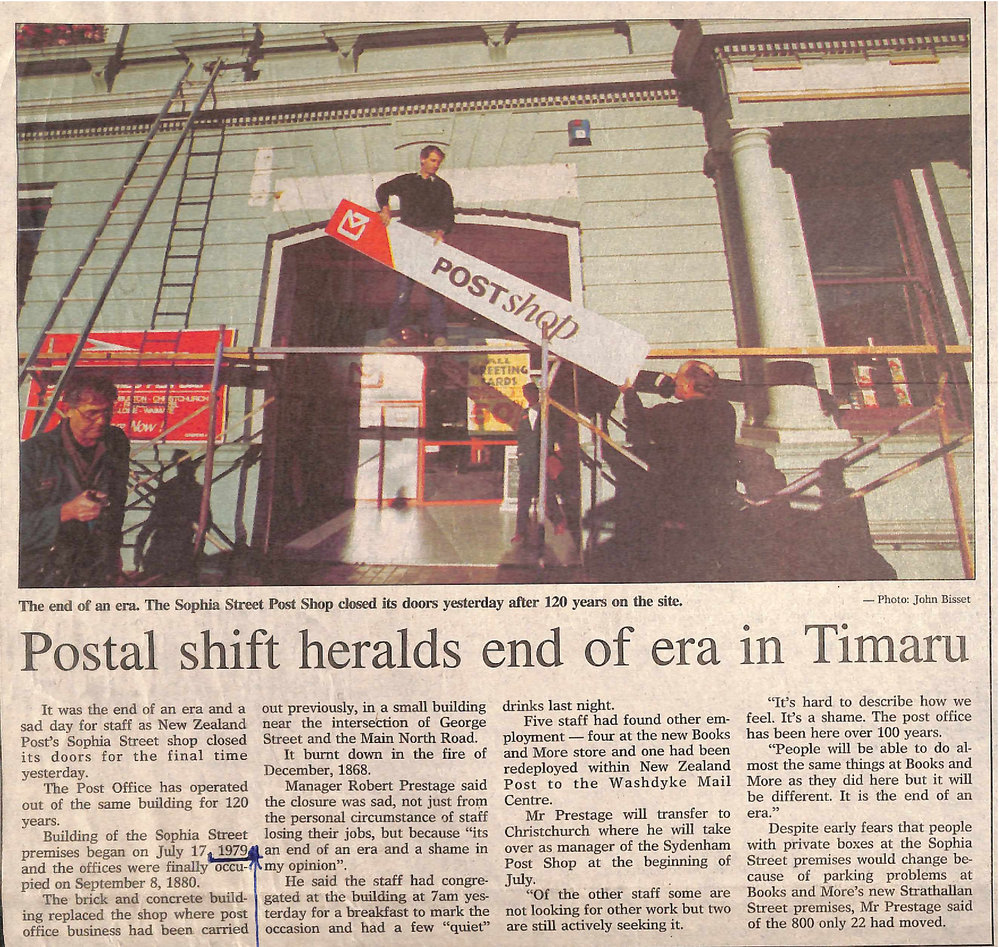 POSTshop
ALL
GREETING
CARDS
CHRISTCHURCH
WAIMATE
Now!
The end of an era. The Sophia Street Post Shop closed its doors yesterday after 120 years on the site.
— Photo: John Bisset
Postal shift heralds end of era in Timaru
It was the end of an era and a
sad day for staff as New Zealand
Post's Sophia Street shop closed
its doors for the final time
yesterday.
The Post Office has operated
out of the same building for 120
years.
Building of the Sophia Street
premises began on July 17, 1979
and the offices were finally occu-
pied on September 8, 1880.
The brick and concrete build-
ing replaced the shop where post
office business had been carried
out previously, in a small building
near the intersection of George
Street and the Main North Road.
It burnt down in the fire of
December, 1868.
Manager Robert Prestage said
the closure was sad, not just from
the personal circumstance of staff
losing their jobs, but because "its
an end of an era and a shame in
my opinion".
He said the staff had congre-
gated at the building at 7am yes-
terday for a breakfast to mark the
occasion and had a few "quiet"
drinks last night.
Five staff had found other em-
ployment — four at the new Books
and More store and one had been
redeployed within New Zealand
Post to the Washdyke Mail
Centre.
Mr Prestage will transfer to
Christchurch where he will take
over as manager of the Sydenham
Post Shop at the beginning of
July.
"Of the other staff some are
not looking for other work but two
are still actively seeking it.
"It's hard to describe how we
feel. It's a shame. The post office
has been here over 100 years.
"People will be able to do al-
most the same things at Books and
More as they did here but it will
be different. It is the end of an
era."
Despite early fears that people
with private boxes at the Sophia
Street premises would change be-
cause of parking problems at
Books and More's new Strathallan
Street premises, Mr Prestage said
of the 800 only 22 had moved.